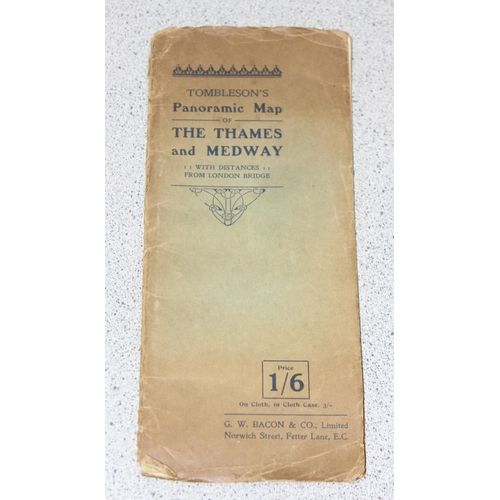 TOMBLESON'S
Panoramic Map
OF
THE THAMES
and MEDWAY
WITH DISTANCES
FROM LONDON BRIDGE
Price
1/6
On Cloth, in Cloth Case, 3/-
G. W. BACON & CO., Limited
Norwich Street, Fetter Lane, E.C.